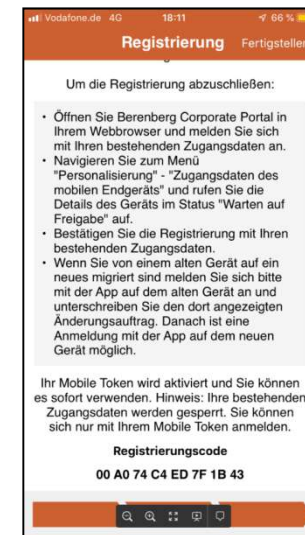 Vodafone.de 4G 18:11 66 %
Registrierung Fertigstellen
Um die Registrierung abzuschließen:
• Öffnen Sie Berenberg Corporate Portal in
Ihrem Webbrowser und melden Sie sich
mit Ihren bestehenden Zugangsdaten an.
• Navigieren Sie zum Menü
"Personalisierung" - "Zugangsdaten des
mobilen Endgeräts" und rufen Sie die
Details des Geräts im Status "Warten auf
Freigabe" auf.
• Bestätigen Sie die Registrierung mit Ihren
bestehenden Zugangsdaten.
• Wenn Sie von einem alten Gerät auf ein
neues migriert sind melden Sie sich bitte
mit der App auf dem alten Gerät an und
unterschreiben Sie den dort angezeigten
Änderungsauftrag. Danach ist eine
Anmeldung mit der App auf dem neuen
Gerät möglich.
Ihr Mobile Token wird aktiviert und Sie können
es sofort verwenden. Hinweis: Ihre bestehenden
Zugangsdaten werden gesperrt. Sie können
sich nur mit Ihrem Mobile Token anmelden.
Registrierungscode
00 A0 74 C4 ED 7F 1B 43